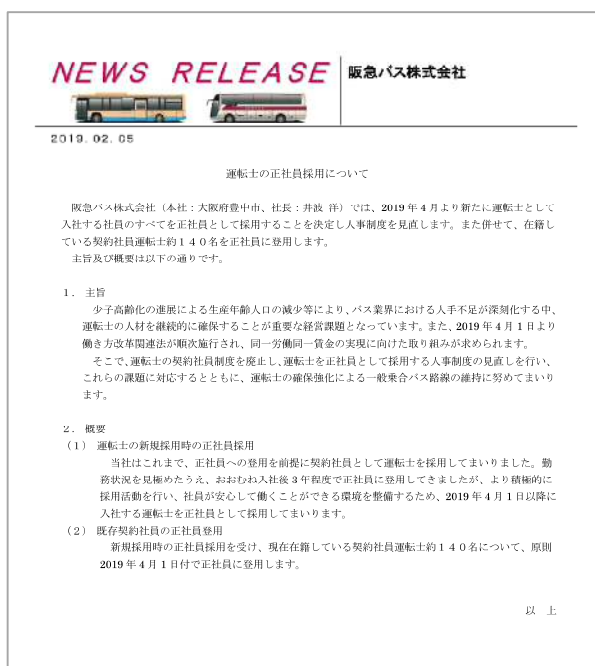 NEWS RELEASE
阪急バス株式会社
2019.02.05
運転士の正社員採用について
阪急バス株式会社(本社:大阪府豊中市、社長:井波 洋)では、2019年4月より新たに運転士として
入社する社員のすべてを正社員として採用することを決定し人事制度を見直します。また併せて、在籍し
ている契約社員運転士約140名を正社員に登用します。
主旨及び概要は以下の通りです。
1. 主旨
少子高齢化の進展による生産年齢人口の減少等により、バス業界における人手不足が深刻化する中、
運転士の人材を継続的に確保することが重要な経営課題となっています。また、2019年4月1日より
働き方改革関連法が順次施行され、同一労働同一賃金の実現に向けた取り組みが求められます。
そこで、運転士の契約社員制度を廃止し、運転士を正社員として採用する人事制度の見直しを行い、
これらの課題に対応するとともに、運転士の確保強化による一般乗合バス路線の維持に努めてまいり
ます。
2. 概要
(1) 運転士の新規採用時の正社員採用
当社はこれまで、正社員への登用を前提に契約社員として運転士を採用してまいりました。勤
務状況を見極めたうえ、おおむね入社後3年程度で正社員に登用してきましたが、より積極的に
採用活動を行い、社員が安心して働くことができる環境を整備するため、2019年4月1日以降に
入社する運転士を正社員として採用してまいります。
(2) 既存契約社員の正社員登用
新規採用時の正社員採用を受け、現在在籍している契約社員運転士約140名について、原則
2019年4月1日付で正社員に登用します。
以 上